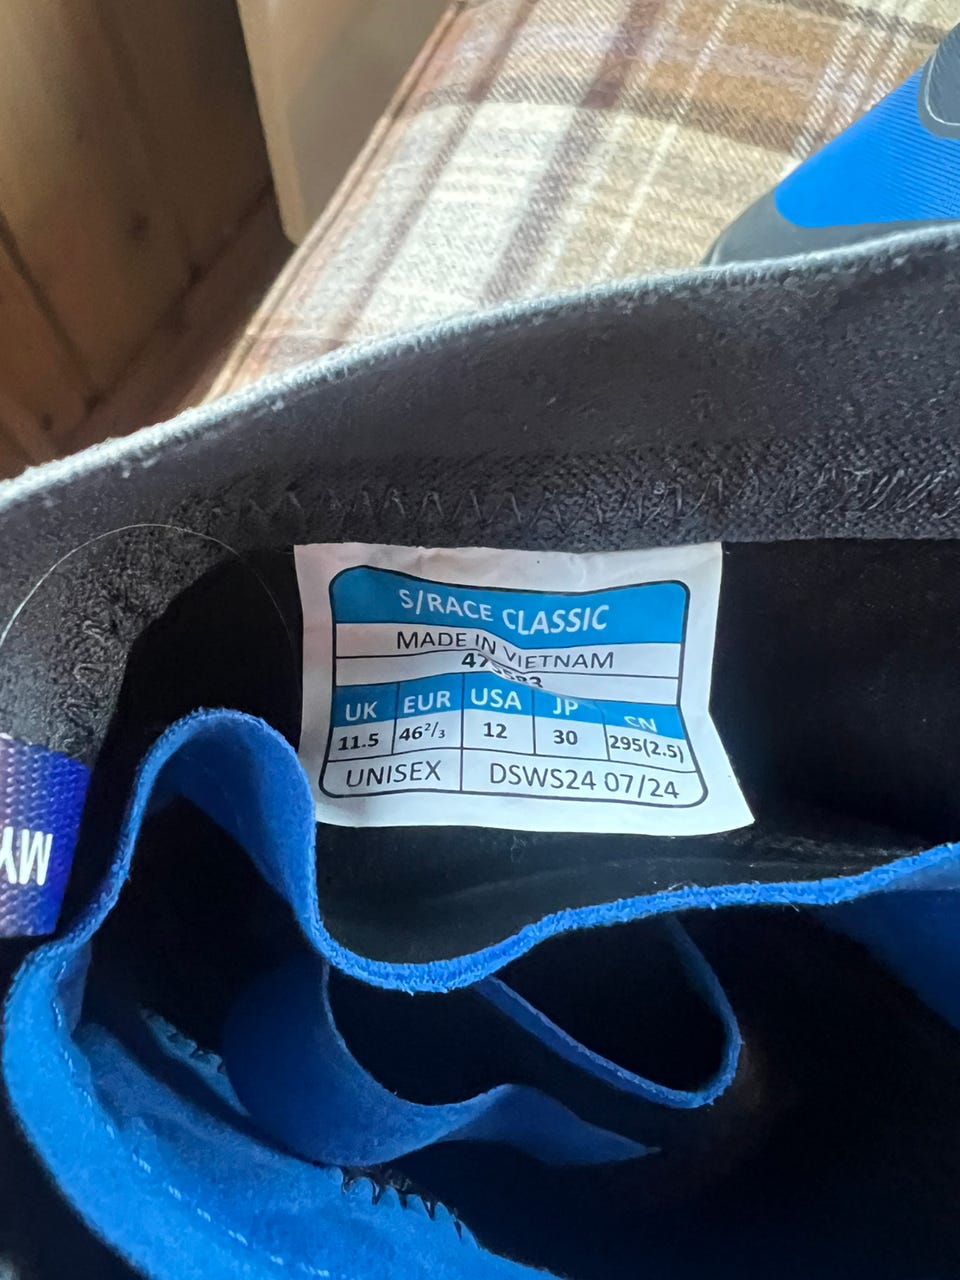 S/RACE CLASSIC
MADE IN VIETNAM
UK EUR USA JP CN
11.5 46²/₃ 12 30 295(2.5)
UNISEX DSWS24 07/24
MY